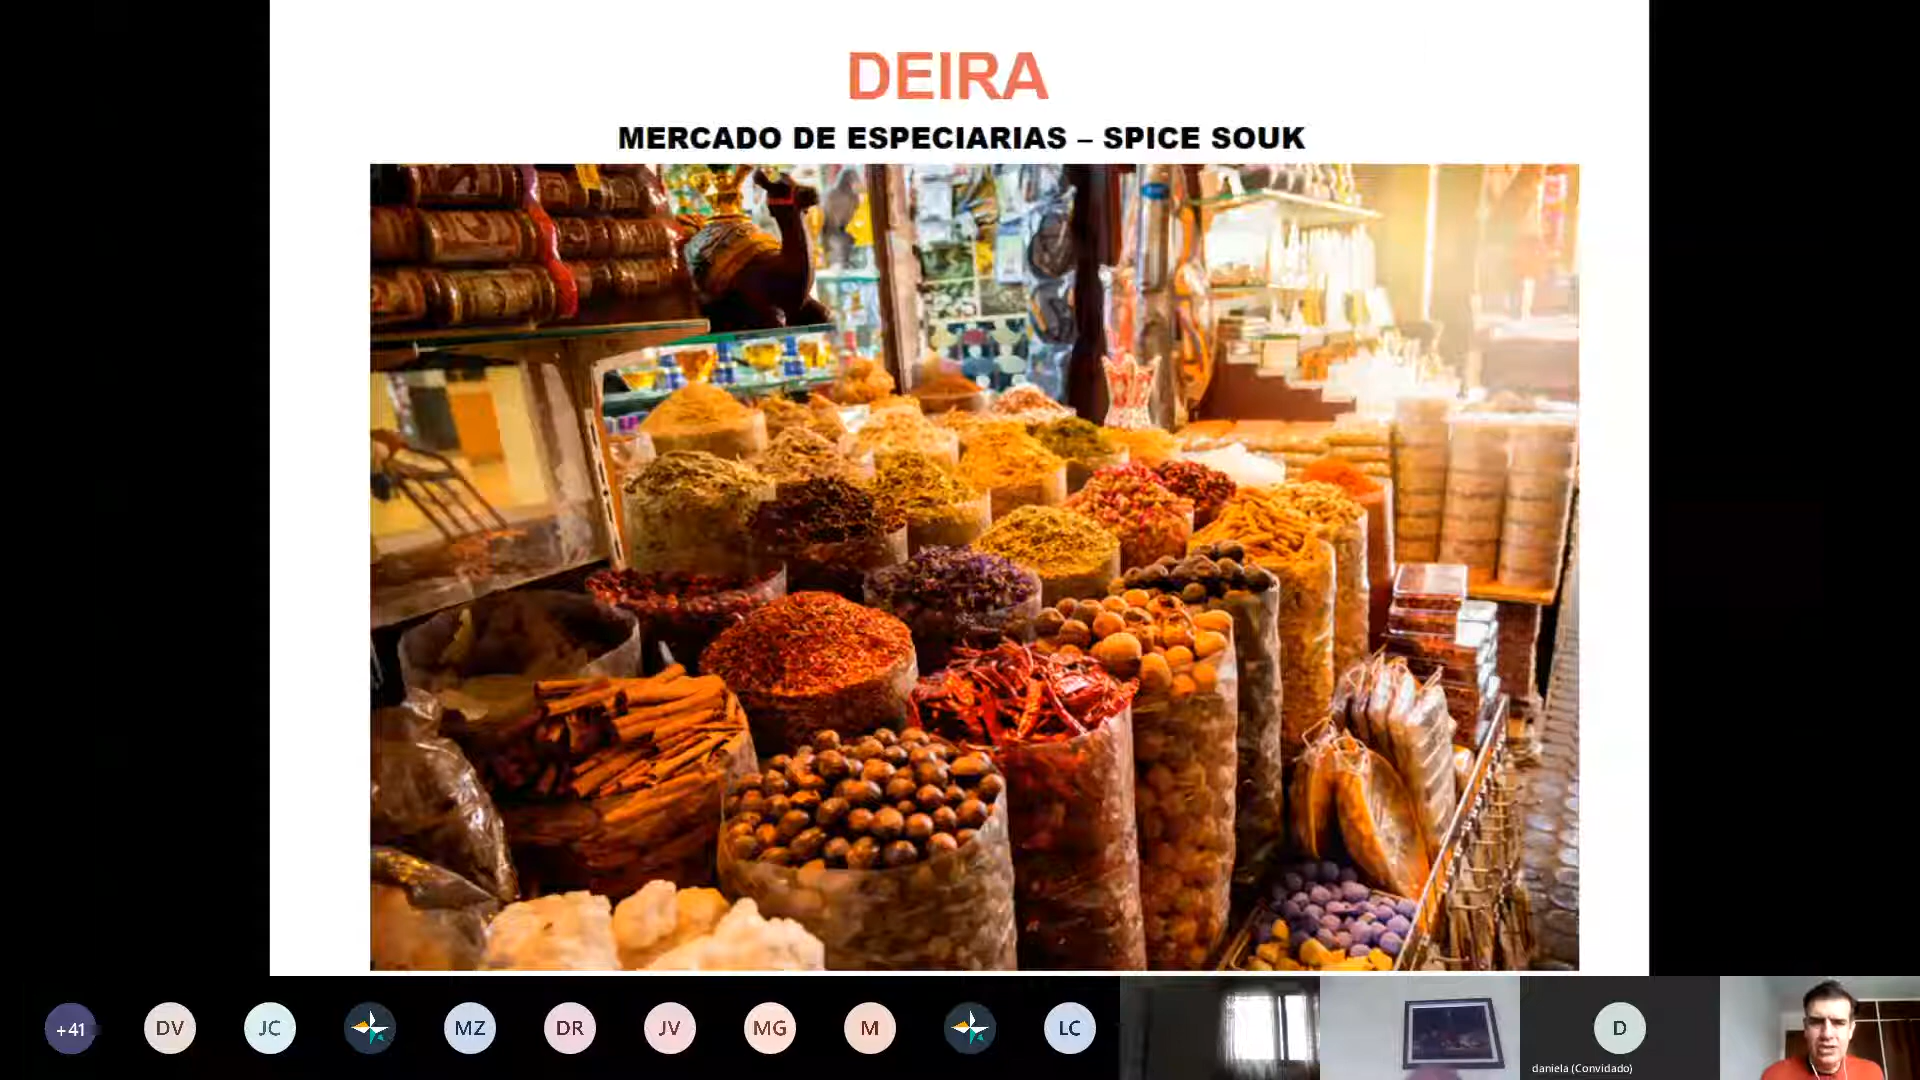 DEIRA
MERCADO DE ESPECIARIAS – SPICE SOUK
+41
DV
JC
MZ
DR
JV
MG
M
LC
D
daniela (Convidado)